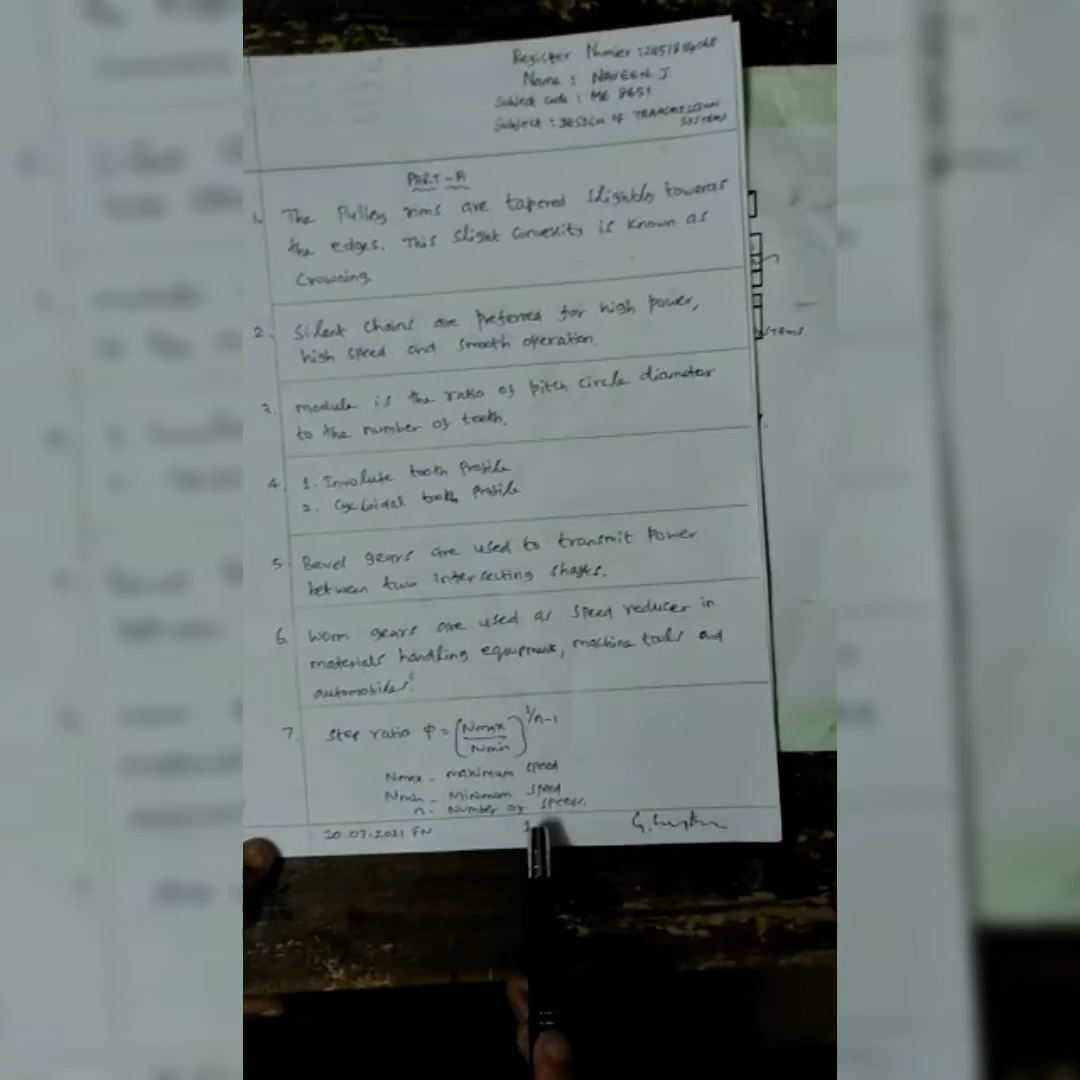 Register Number :
Name : NAVEEN. J
Subject code : ME 8651
Subject : DESIGN OF TRANSMISSION
SYSTEMS
PART-A
1. The Pulley rims are tapered slightly towards
the edges. This slight convexity is known as
Crowning.
2. Silent chains are preferred for high power,
high speed and smooth operation.
3. module is the ratio of pitch circle diameter
to the number of teeth.
4. 1. Involute tooth profile
2. Cycloidal tooth profile
5. Bevel gears are used to transmit power
between two intersecting shafts.
6. Worm gears are used as speed reducer in
materials handling equipment, machine tools and
automobiles.
7. Step ratio φ = (Nmax/Nmin)^1/n-1
Nmax - maximum speed
Nmin - Minimum speed
n - Number of speeds.
20.07.2021 FN 1
stems